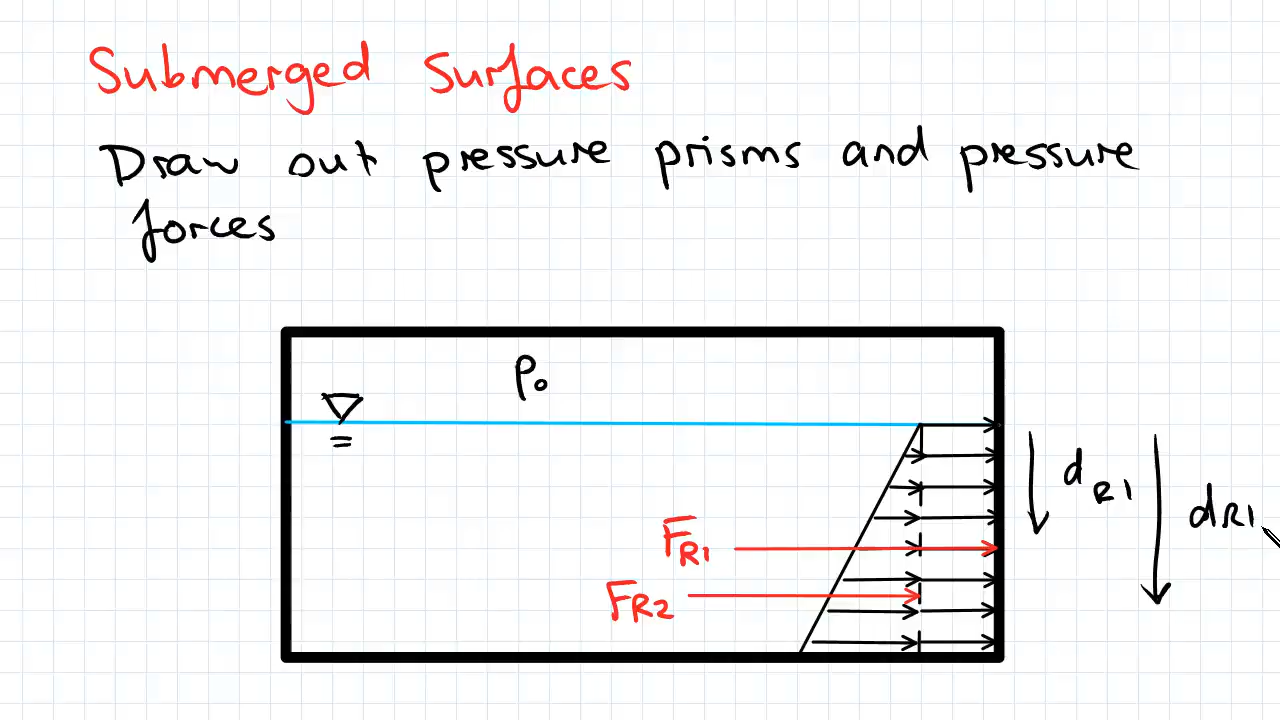 Submerged Surfaces
Draw out pressure prisms and pressure
forces
P₀
F_R1
F_R2
d_R1
d_R1